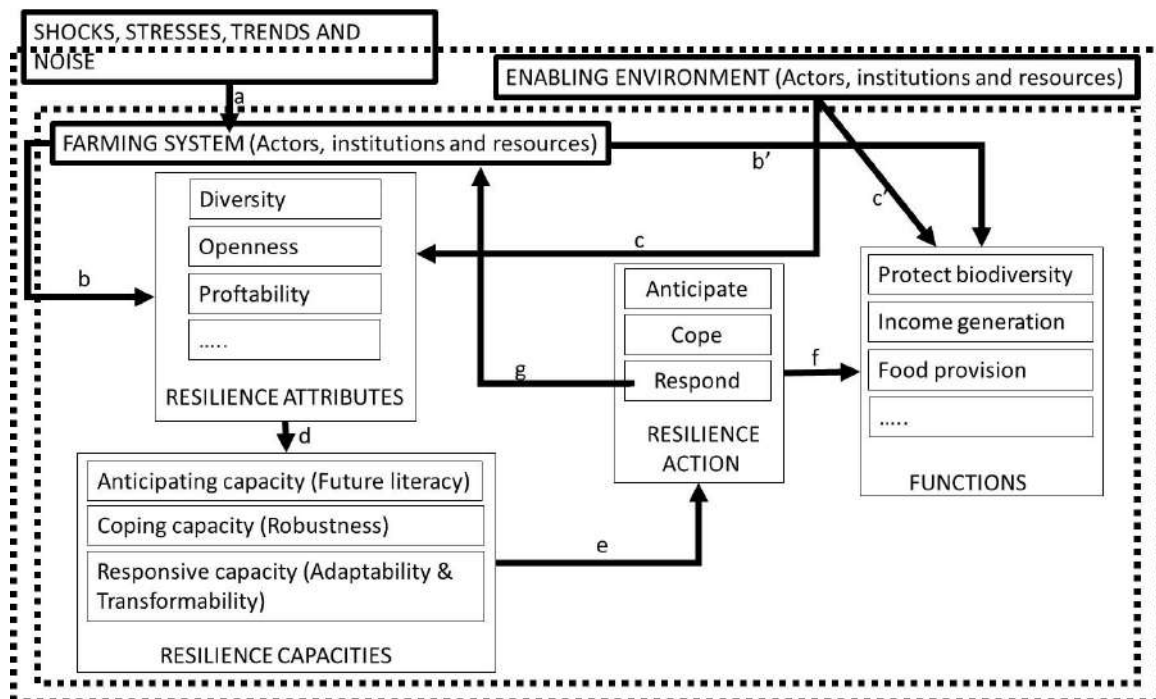 SHOCKS, STRESSES, TRENDS AND
NOISE
ENABLING ENVIRONMENT (Actors, institutions and resources)
a
FARMING SYSTEM (Actors, institutions and resources)
b’
c’
Diversity
Openness
Proftability
.....
RESILIENCE ATTRIBUTES
b
c
Anticipate
Cope
Respond
RESILIENCE
ACTION
g
f
Protect biodiversity
Income generation
Food provision
.....
FUNCTIONS
d
Anticipating capacity (Future literacy)
Coping capacity (Robustness)
Responsive capacity (Adaptability &
Transformability)
RESILIENCE CAPACITIES
e